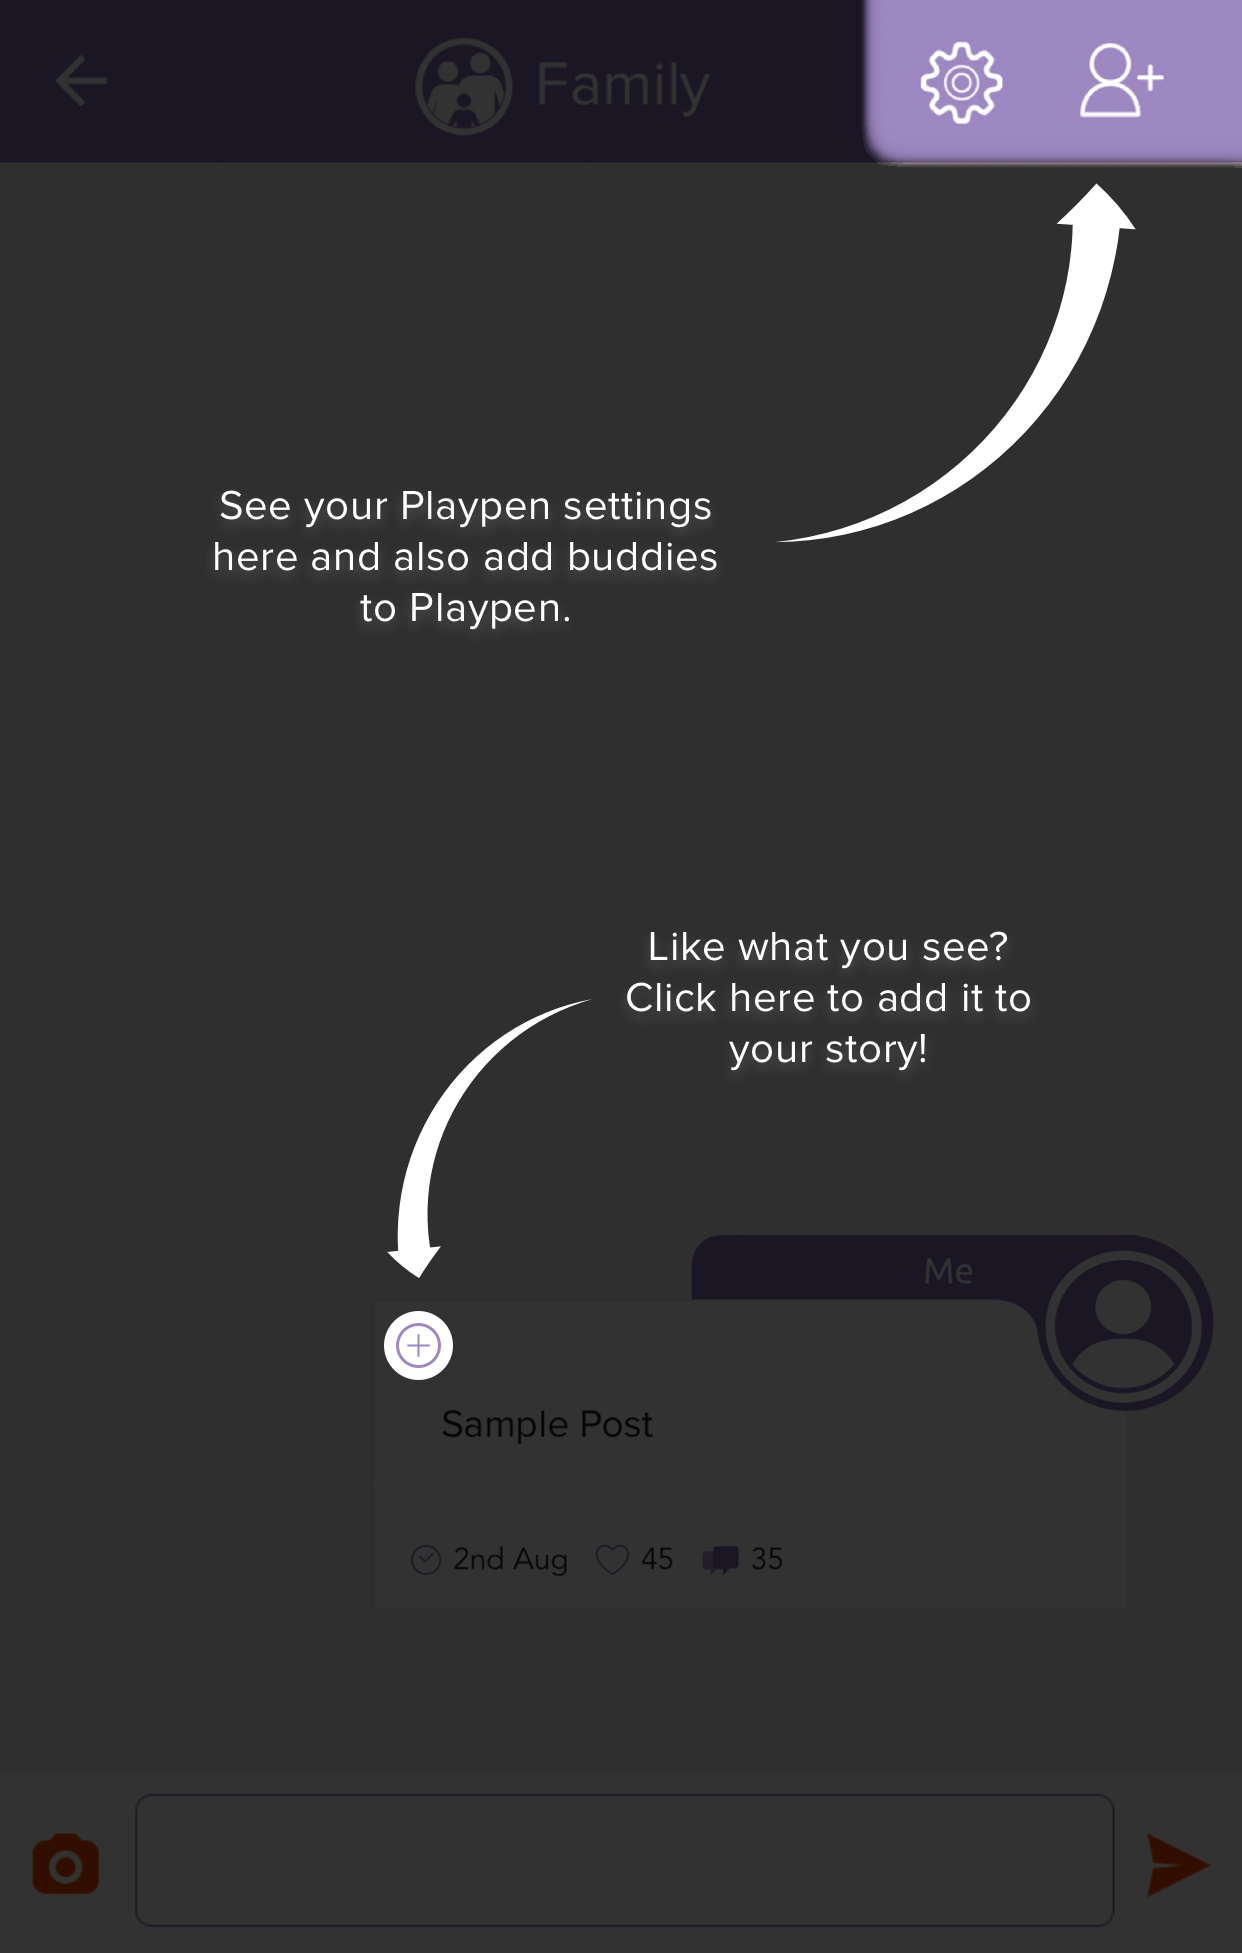 Family
See your Playpen settings
here and also add buddies
to Playpen.
Like what you see?
Click here to add it to
your story!
Me
Sample Post
2nd Aug 45 35